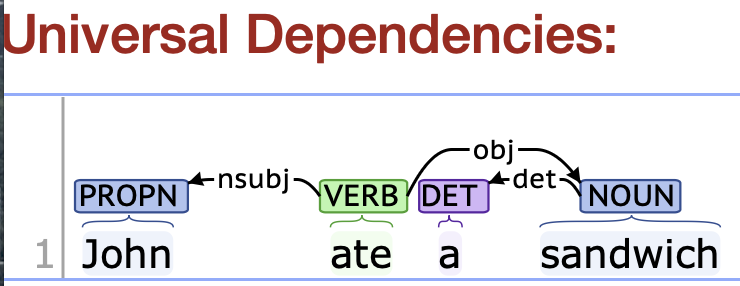 Universal Dependencies:
obj
nsubj det
PROPN VERB DET NOUN
1 John ate a sandwich